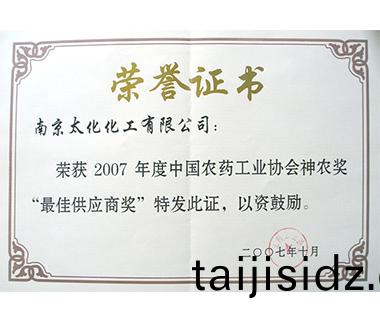 荣誉证书
南京太化化工有限公司：
荣获 2007 年度中国农药工业协会神农奖
“最佳供应商奖”特发此证，以资鼓励。
二〇〇七年十月
taijisidz.c